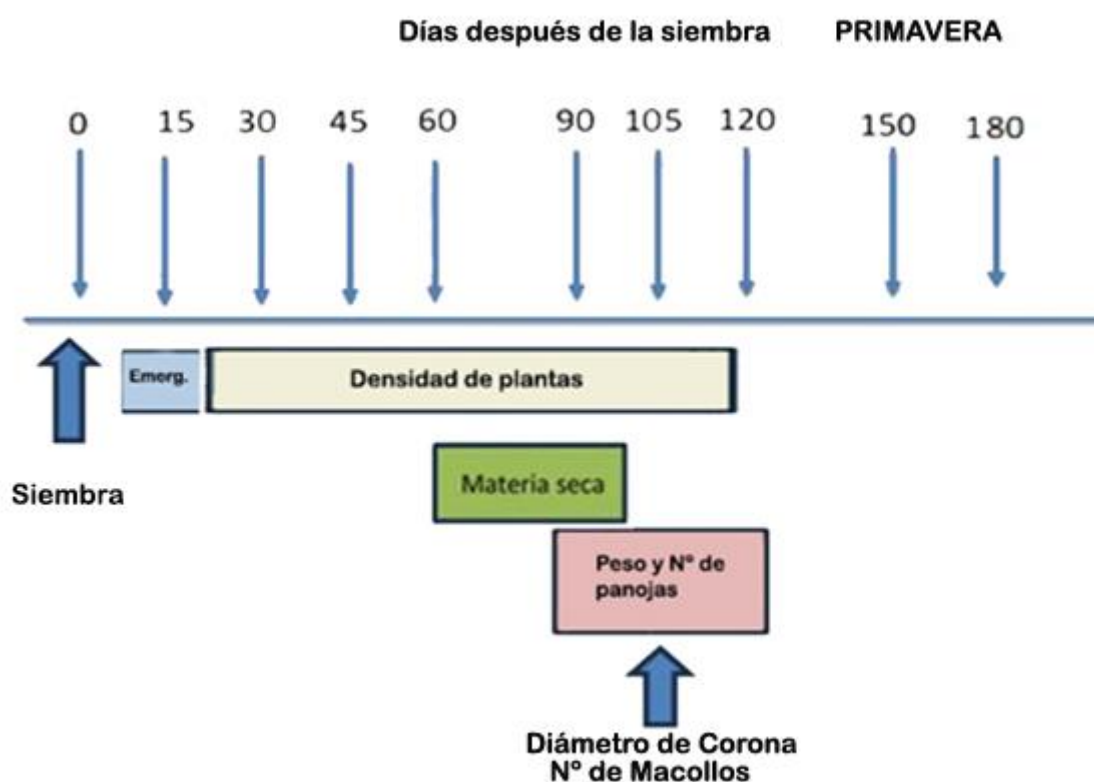 Días después de la siembra PRIMAVERA
0 15 30 45 60 90 105 120 150 180
Emerg.
Densidad de plantas
Siembra
Materia seca
Peso y Nº de
panojas
Diámetro de Corona
Nº de Macollos